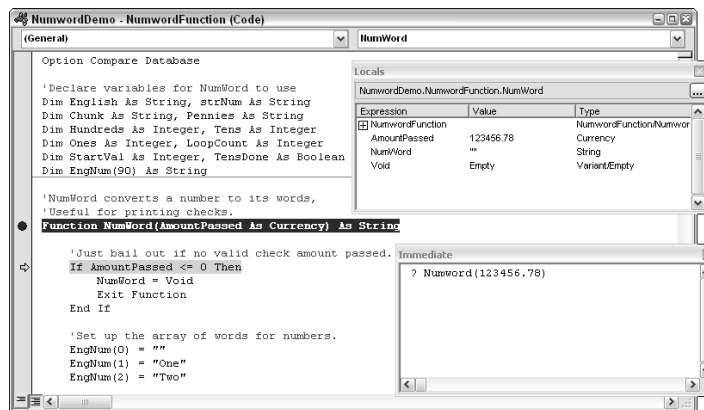 NumwordDemo - NumwordFunction (Code)
(General) NumWord
Option Compare Database
'Declare variables for NumWord to use
Dim English As String, strNum As String
Dim Chunk As String, Pennies As String
Dim Hundreds As Integer, Tens As Integer
Dim Ones As Integer, LoopCount As Integer
Dim StartVal As Integer, TensDone As Boolean
Dim EngNum(90) As String
'NumWord converts a number to its words,
'Useful for printing checks.
Function NumWord(AmountPassed As Currency) As String
'Just bail out if no valid check amount passed.
If AmountPassed <= 0 Then
NumWord = Void
Exit Function
End If
'Set up the array of words for numbers.
EngNum(0) = ""
EngNum(1) = "One"
EngNum(2) = "Two"
Locals
NumwordDemo.NumwordFunction.NumWord ...
Expression Value Type
NumwordFunction NumwordFunction/Numwor
AmountPassed 123456.78 Currency
NumWord "" String
Void Empty Variant/Empty
Immediate
? Numword(123456.78)